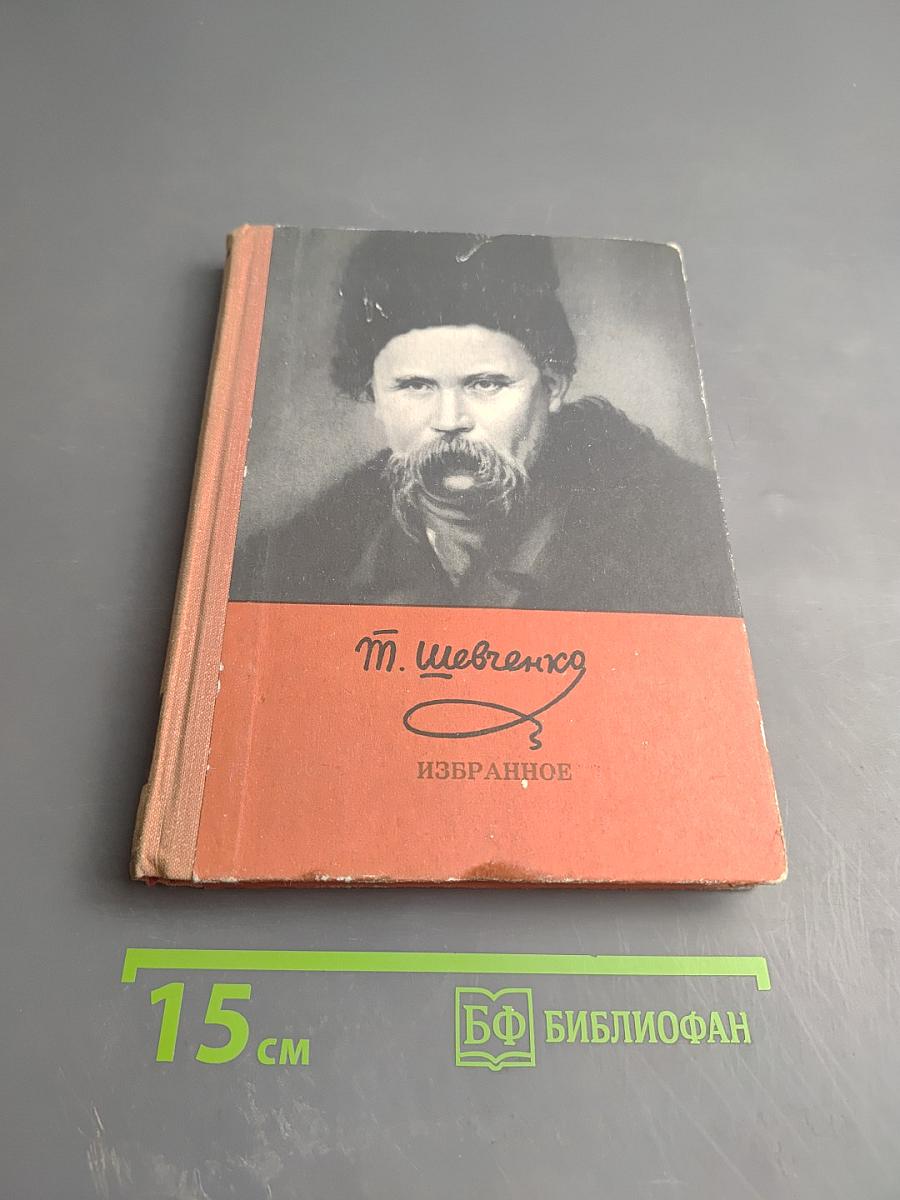 Т. Шевченко
ИЗБРАННОЕ
15 см
БФ БИБЛИОФАН